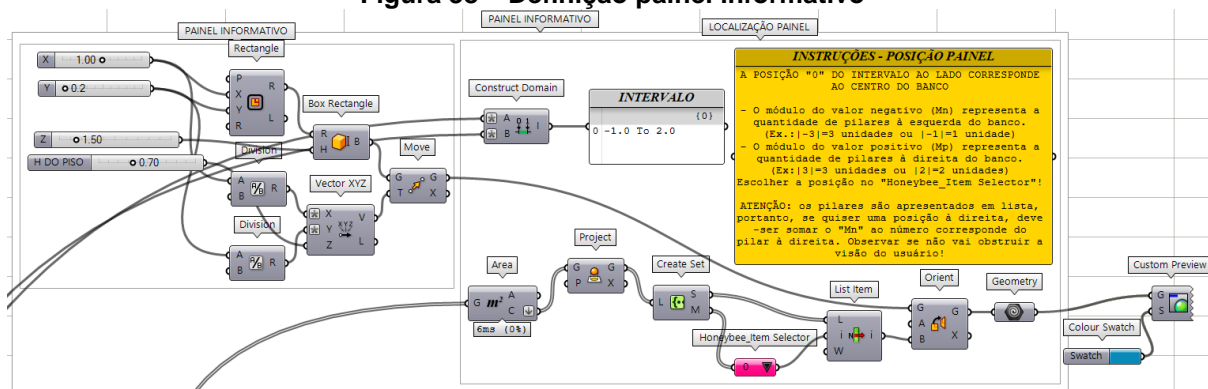 Figura 53 – Definição painel informativo
PAINEL INFORMATIVO
Rectangle
X 1.00
Y 0.2
Z 1.50
H DO PISO 0.70
P
X
Y
R
R
L
Box Rectangle
R
H
B
Division
A
B
A/B
R
Division
A
B
A/B
R
Vector XYZ
X
Y
Z
XYZ
V
L
Move
G
T
G
X
PAINEL INFORMATIVO
LOCALIZAÇÃO PAINEL
Construct Domain
A
B
I
INTERVALO
{0}
0 -1.0 To 2.0
INSTRUÇÕES - POSIÇÃO PAINEL
A POSIÇÃO "0" DO INTERVALO AO LADO CORRESPONDE
AO CENTRO DO BANCO
- O módulo do valor negativo (Mn) representa a
quantidade de pilares à esquerda do banco.
(Ex.:|-3|=3 unidades ou |-1|=1 unidade)
- O módulo do valor positivo (Mp) representa a
quantidade de pilares à direita do banco.
(Ex:|3|=3 unidades ou |2|=2 unidades)
Escolher a posição no "Honeybee_Item Selector"!
ATENÇÃO: os pilares são apresentados em lista,
portanto, se quiser uma posição à direita, deve
-ser somar o "Mn" ao número corresponde do
pilar à direita. Observar se não vai obstruir a
visão do usuário!
Area
G
m²
A
C
6ms (0%)
Project
G
P
G
X
Create Set
L
S
M
Honeybee_Item Selector
0
List Item
L
i
W
i
Orient
G
A
B
G
X
Geometry
Custom Preview
G
S
Colour Swatch
Swatch